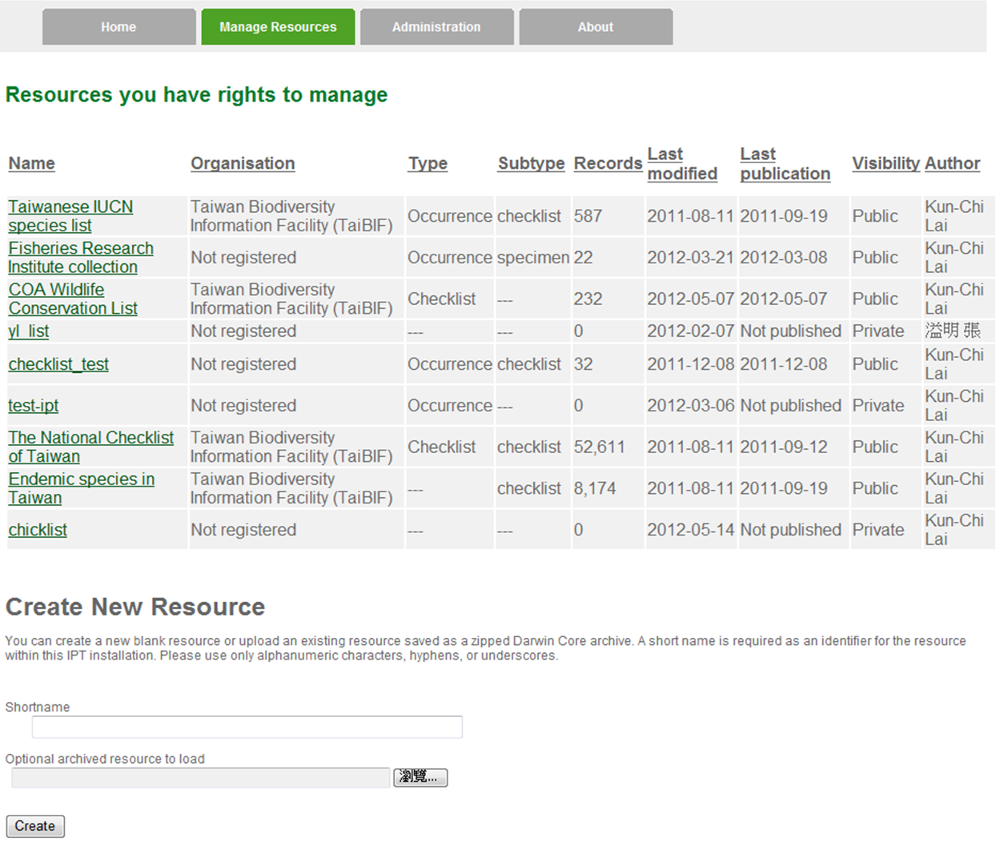 Home Manage Resources Administration About
Resources you have rights to manage
Name Organisation Type Subtype Records Last modified Last publication Visibility Author
Taiwanese IUCN species list Taiwan Biodiversity Information Facility (TaiBIF) Occurrence checklist 587 2011-08-11 2011-09-19 Public Kun-Chi Lai
Fisheries Research Institute collection Not registered Occurrence specimen 22 2012-03-21 2012-03-08 Public Kun-Chi Lai
COA Wildlife Conservation List Taiwan Biodiversity Information Facility (TaiBIF) Checklist --- 232 2012-05-07 2012-05-07 Public Kun-Chi Lai
yl_list Not registered --- --- 0 2012-02-07 Not published Private 溢明 張
checklist_test Not registered Occurrence checklist 32 2011-12-08 2011-12-08 Public Kun-Chi Lai
test-ipt Not registered Occurrence --- 0 2012-03-06 Not published Private Kun-Chi Lai
The National Checklist of Taiwan Taiwan Biodiversity Information Facility (TaiBIF) Checklist checklist 52,611 2011-08-11 2011-09-12 Public Kun-Chi Lai
Endemic species in Taiwan Taiwan Biodiversity Information Facility (TaiBIF) --- checklist 8,174 2011-08-11 2011-09-19 Public Kun-Chi Lai
chicklist Not registered --- --- 0 2012-05-14 Not published Private Kun-Chi Lai
Create New Resource
You can create a new blank resource or upload an existing resource saved as a zipped Darwin Core archive. A short name is required as an identifier for the resource
within this IPT installation. Please use only alphanumeric characters, hyphens, or underscores.
Shortname
Optional archived resource to load
瀏覽...
Create